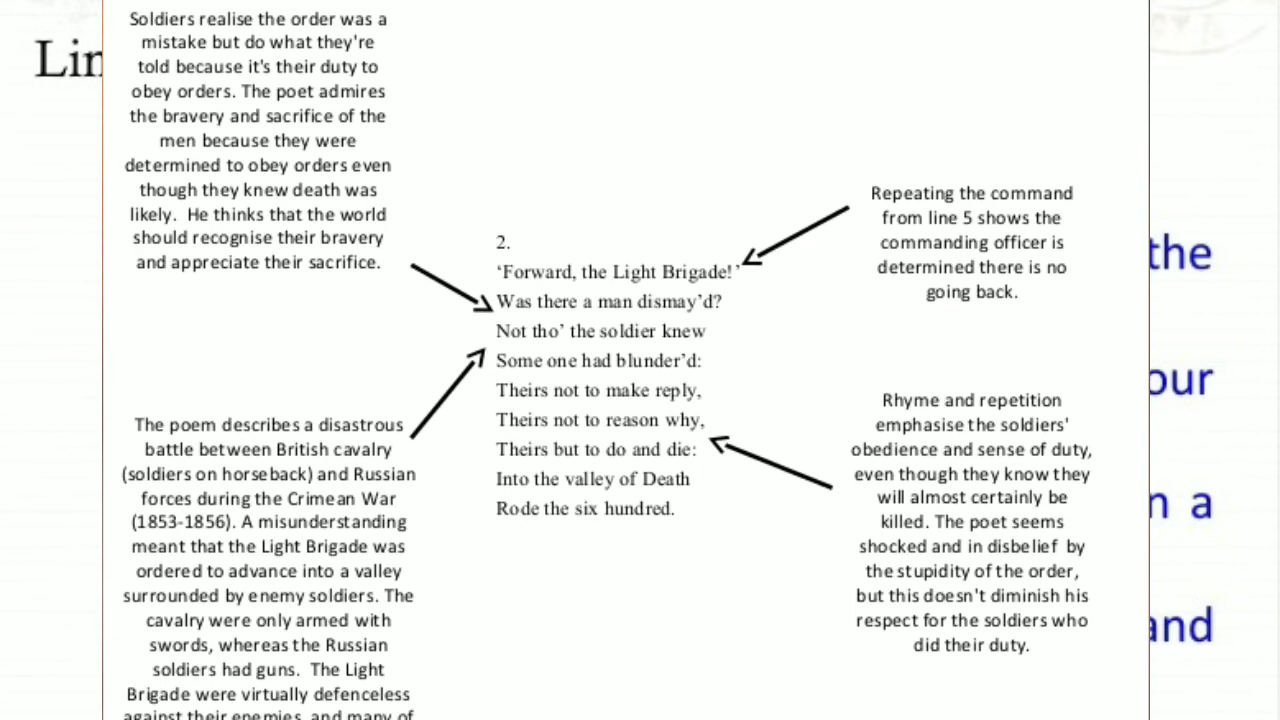 Lin
Soldiers realise the order was a
mistake but do what they're
told because it's their duty to
obey orders. The poet admires
the bravery and sacrifice of the
men because they were
determined to obey orders even
though they knew death was
likely. He thinks that the world
should recognise their bravery
and appreciate their sacrifice.
The poem describes a disastrous
battle between British cavalry
(soldiers on horseback) and Russian
forces during the Crimean War
(1853-1856). A misunderstanding
meant that the Light Brigade was
ordered to advance into a valley
surrounded by enemy soldiers. The
cavalry were only armed with
swords, whereas the Russian
soldiers had guns. The Light
Brigade were virtually defenceless
against their enemies, and many of
2.
‘Forward, the Light Brigade!’
Was there a man dismay’d?
Not tho’ the soldier knew
Some one had blunder’d:
Theirs not to make reply,
Theirs not to reason why,
Theirs but to do and die:
Into the valley of Death
Rode the six hundred.
Repeating the command
from line 5 shows the
commanding officer is
determined there is no
going back.
Rhyme and repetition
emphasise the soldiers'
obedience and sense of duty,
even though they know they
will almost certainly be
killed. The poet seems
shocked and in disbelief by
the stupidity of the order,
but this doesn't diminish his
respect for the soldiers who
did their duty.
the
our
n a
and